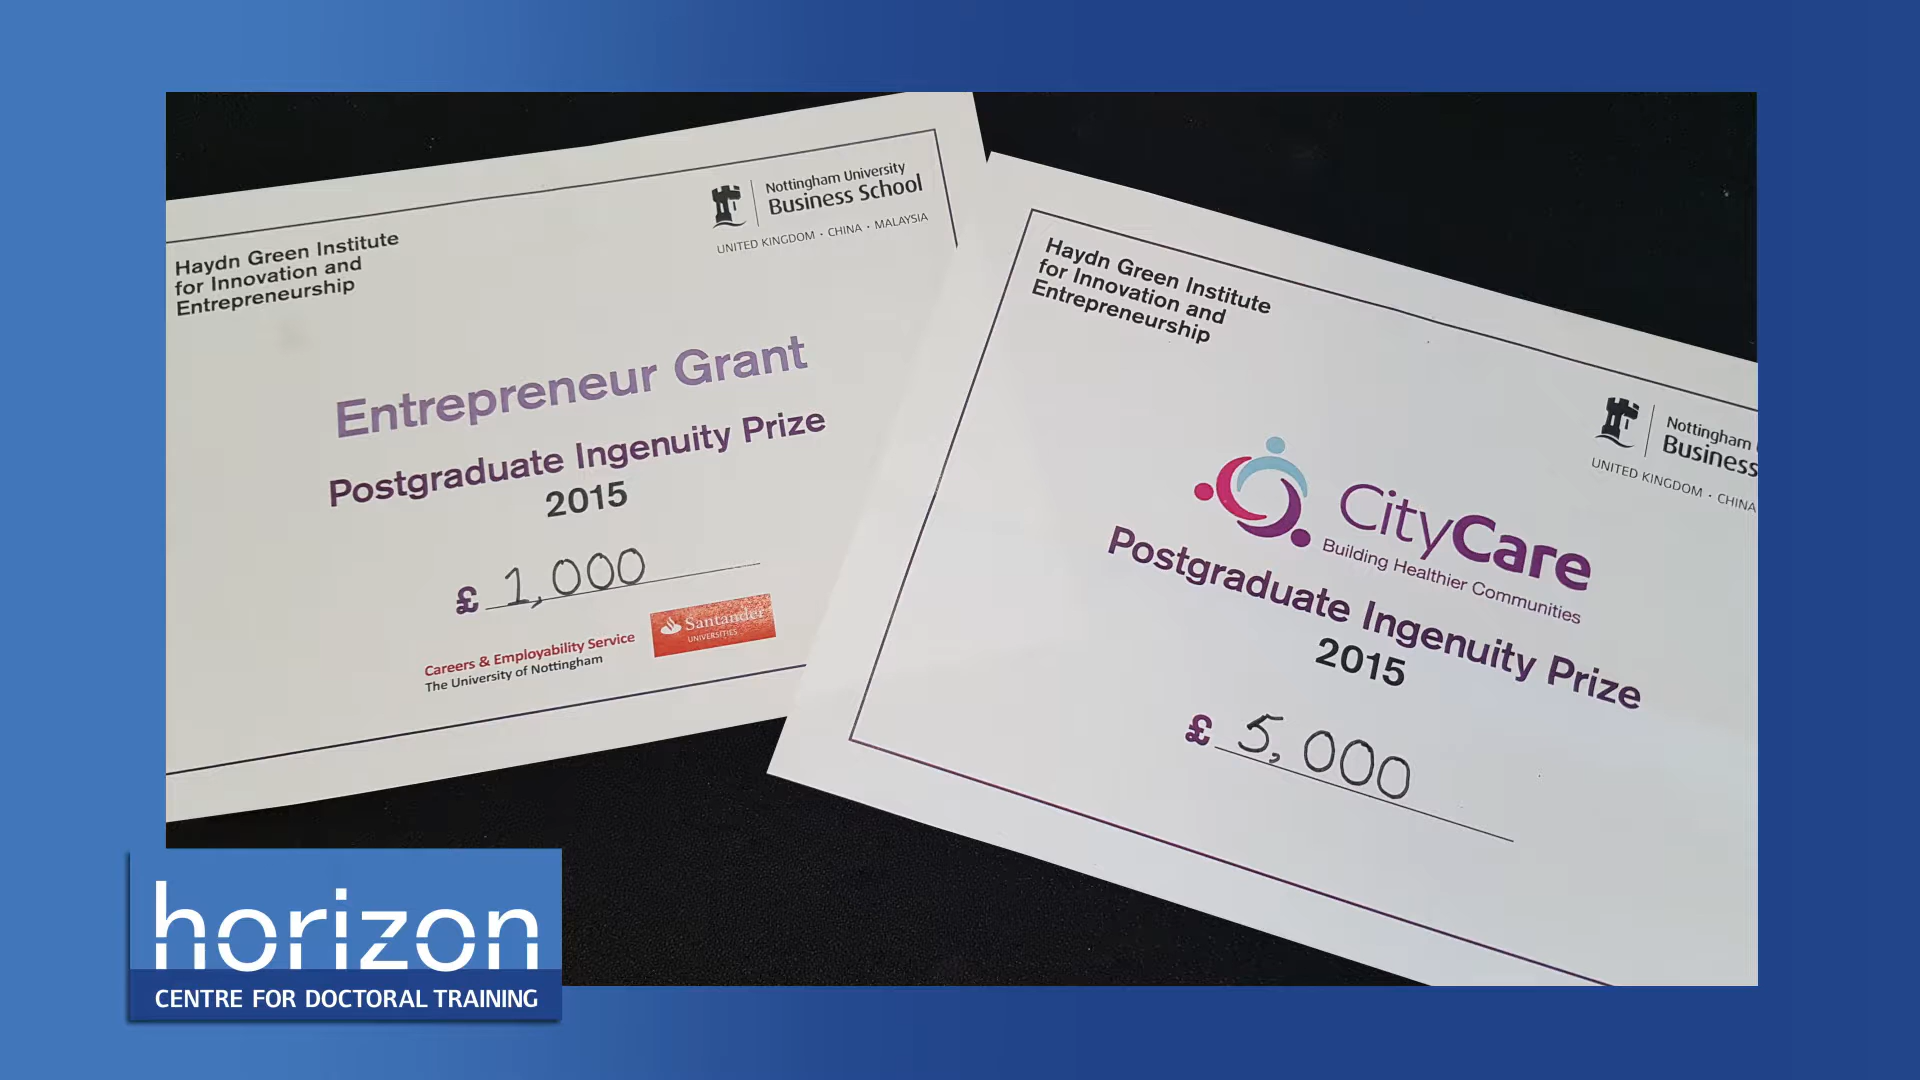 Haydn Green Institute
for Innovation and
Entrepreneurship
Nottingham University
Business School
UNITED KINGDOM · CHINA · MALAYSIA
Entrepreneur Grant
Postgraduate Ingenuity Prize
2015
£ 1,000
Careers & Employability Service
The University of Nottingham
Santander
UNIVERSITIES
Haydn Green Institute
for Innovation and
Entrepreneurship
Nottingham
Business
UNITED KINGDOM · CHINA
CityCare
Building Healthier Communities
Postgraduate Ingenuity Prize
2015
£ 5,000
horizon
CENTRE FOR DOCTORAL TRAINING